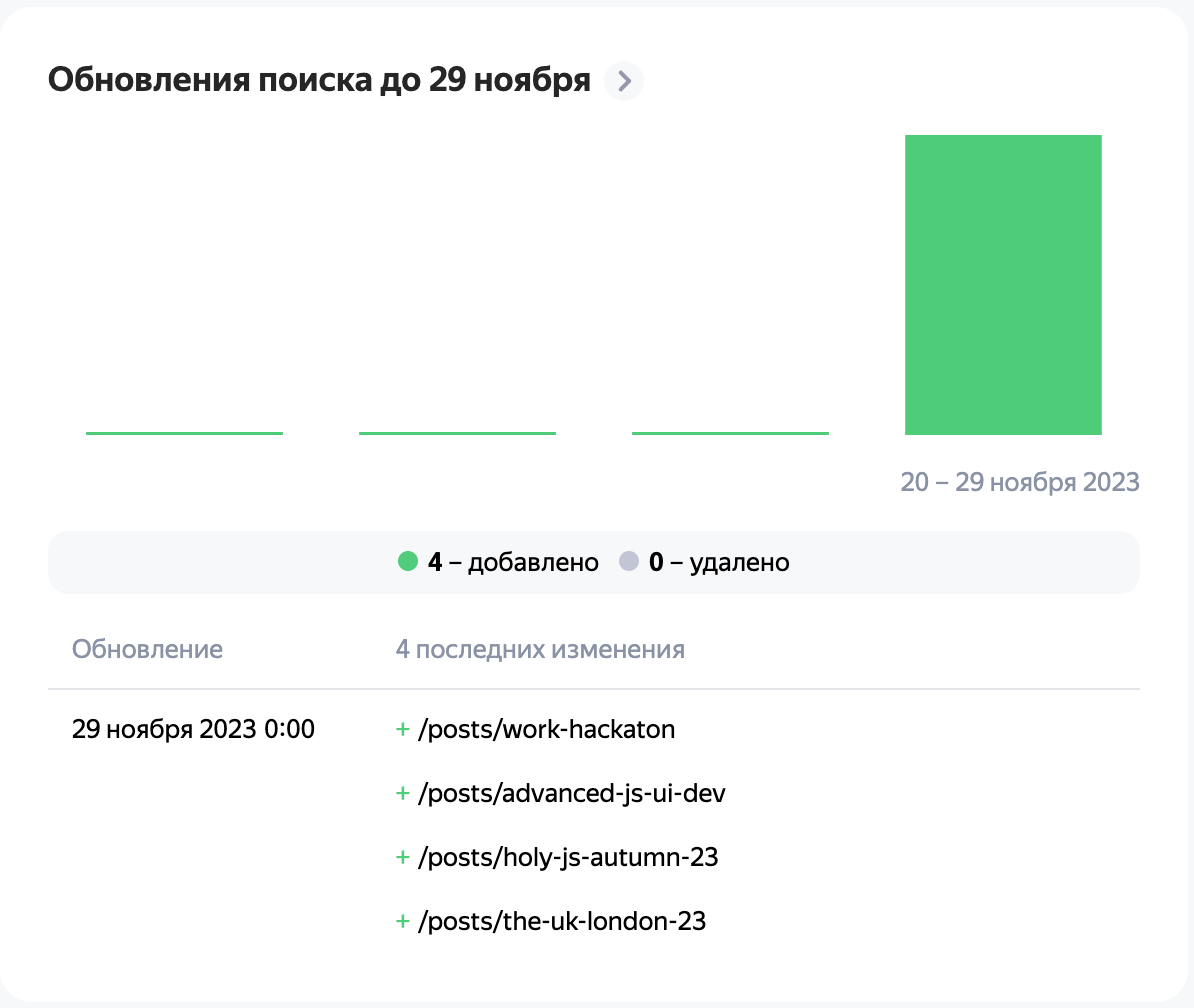 Обновления поиска до 29 ноября
20 – 29 ноября 2023
4 – добавлено 0 – удалено
Обновление 4 последних изменения
29 ноября 2023 0:00 + /posts/work-hackaton
+ /posts/advanced-js-ui-dev
+ /posts/holy-js-autumn-23
+ /posts/the-uk-london-23